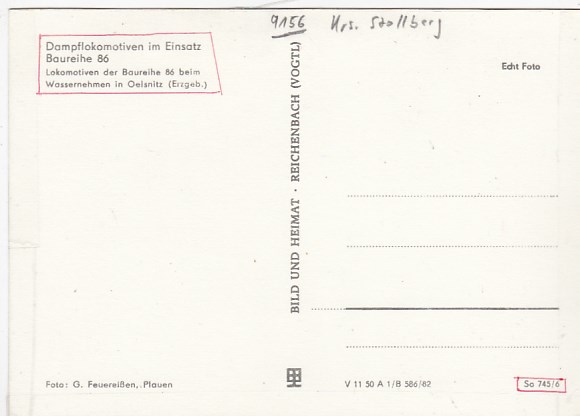 9156 Krs. Stollberg
Dampflokomotiven im Einsatz
Baureihe 86
Lokomotiven der Baureihe 86 beim
Wassernehmen in Oelsnitz (Erzgeb.)
Echt Foto
BILD UND HEIMAT · REICHENBACH (VOGTL)
Foto: G. Feuereißen, Plauen
V 11 50 A 1/B 586/82
So 745/6